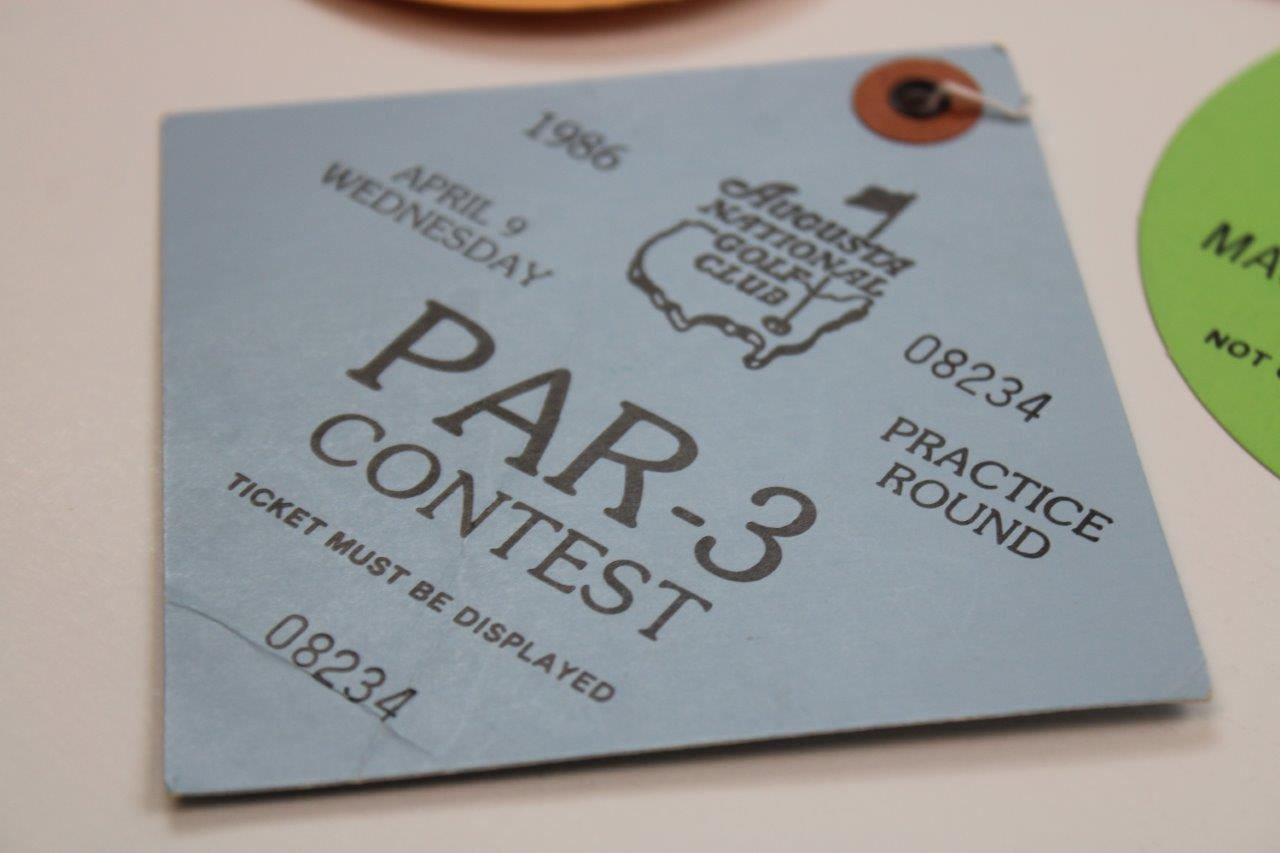 1986
APRIL 9
WEDNESDAY
AUGUSTA
NATIONAL
GOLF
CLUB
PAR-3
CONTEST
TICKET MUST BE DISPLAYED
08234
08234
PRACTICE
ROUND
NOT